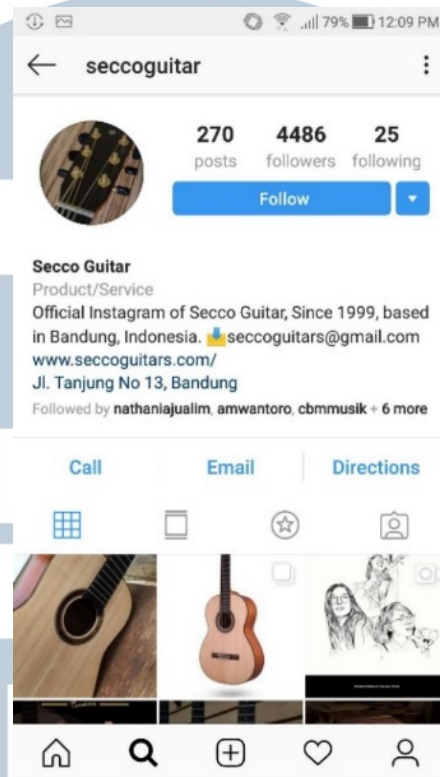 79% 12:09 PM
seccoguitar
270 4486 25
posts followers following
Follow
Secco Guitar
Product/Service
Official Instagram of Secco Guitar, Since 1999, based
in Bandung, Indonesia. 📩seccoguitars@gmail.com
www.seccoguitars.com/
Jl. Tanjung No 13, Bandung
Followed by nathaniajualim, amwantoro, cbmmusik + 6 more
Call Email Directions